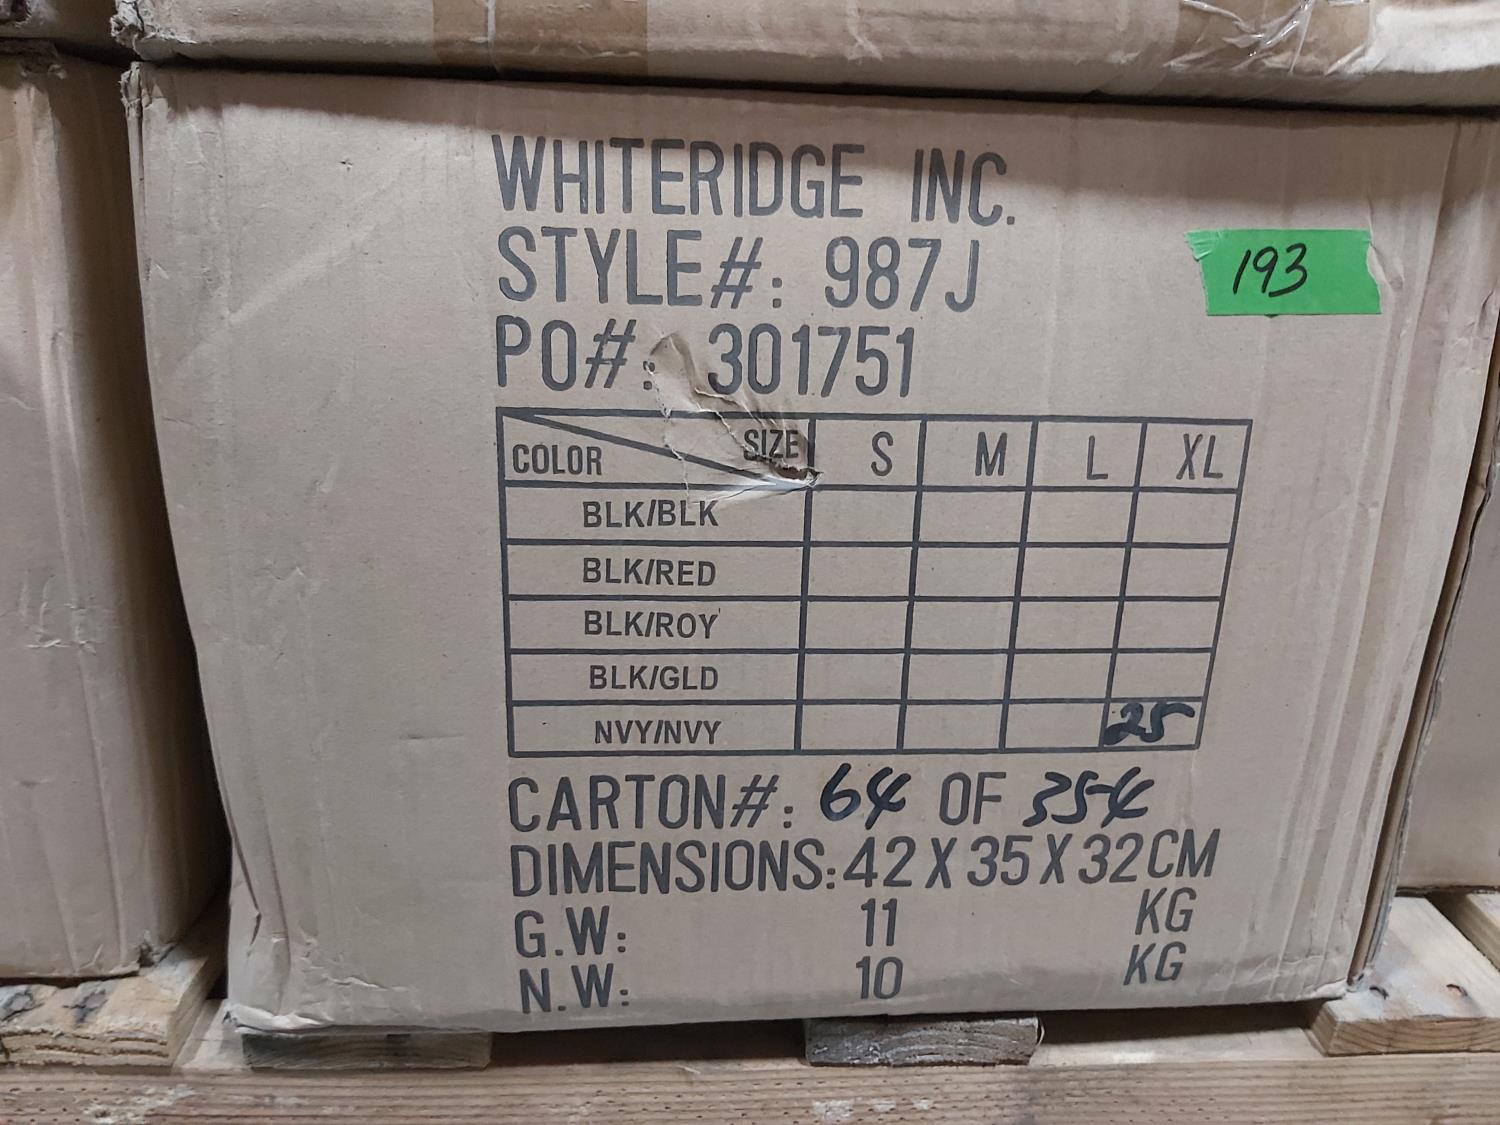 WHITERIDGE INC.
STYLE#: 987J
193
PO#: 301751
COLOR SIZE S M L XL
BLK/BLK
BLK/RED
BLK/ROY
BLK/GLD
NVY/NVY 25
CARTON#: 64 OF 354
DIMENSIONS: 42 X 35 X 32 CM
G.W: 11 KG
N.W: 10 KG